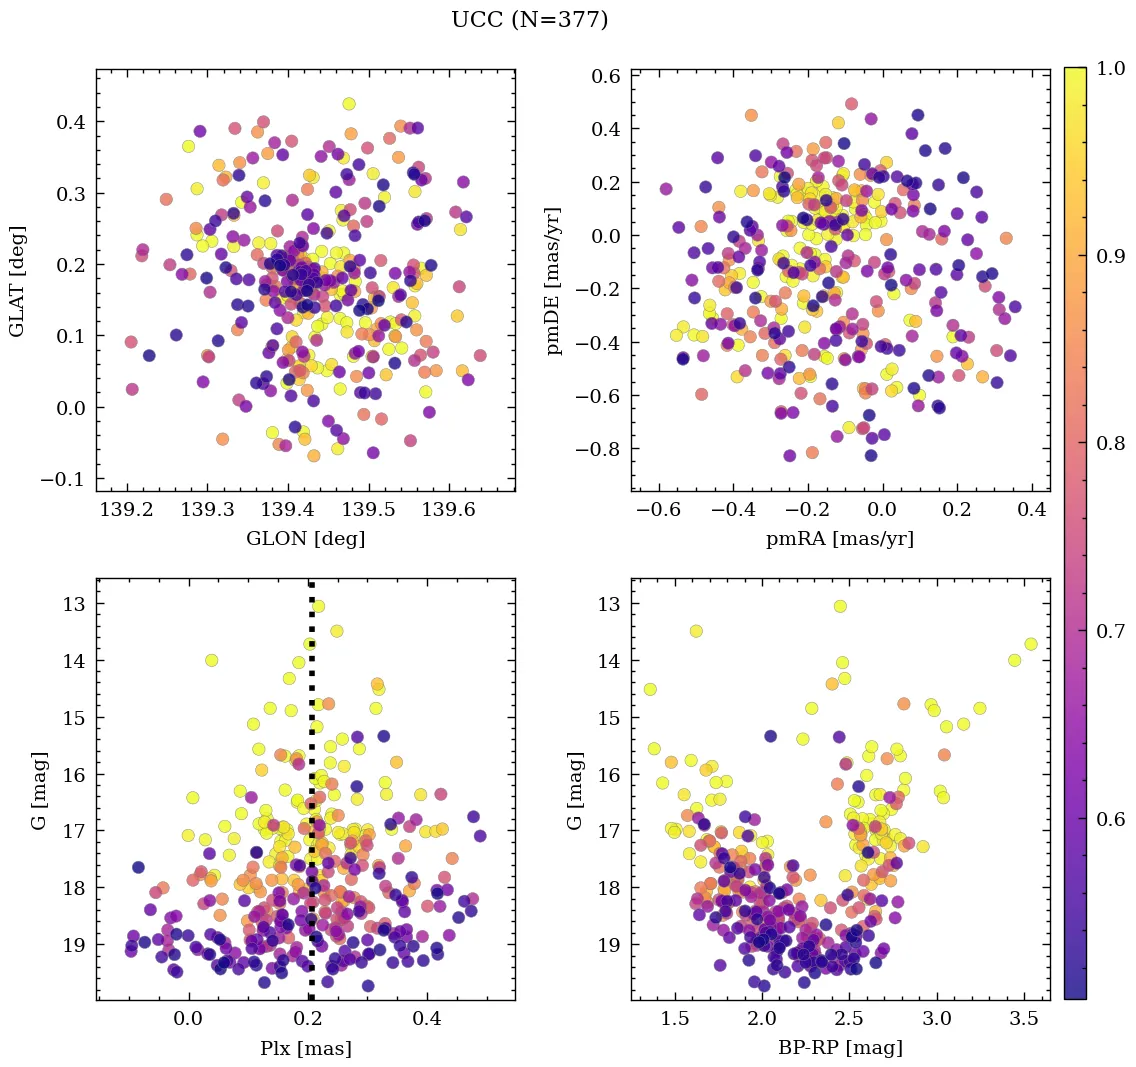 UCC (N=377)
0.4
0.3
0.2
0.1
0.0
−0.1
GLAT [deg]
139.2 139.3 139.4 139.5 139.6
GLON [deg]
0.6
0.4
0.2
0.0
−0.2
−0.4
−0.6
−0.8
pmDE [mas/yr]
−0.6 −0.4 −0.2 0.0 0.2 0.4
pmRA [mas/yr]
1.0
0.9
0.8
0.7
0.6
13
14
15
16
17
18
19
G [mag]
0.0 0.2 0.4
Plx [mas]
13
14
15
16
17
18
19
G [mag]
1.5 2.0 2.5 3.0 3.5
BP-RP [mag]